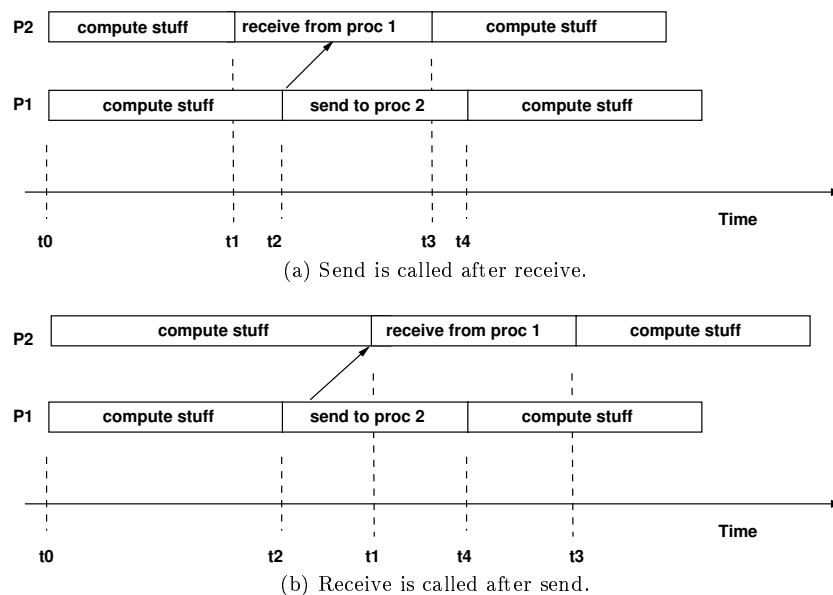 P2 compute stuff receive from proc 1 compute stuff
P1 compute stuff send to proc 2 compute stuff
Time
t0 t1 t2 t3 t4
(a) Send is called after receive.
P2 compute stuff receive from proc 1 compute stuff
P1 compute stuff send to proc 2 compute stuff
Time
t0 t2 t1 t4 t3
(b) Receive is called after send.